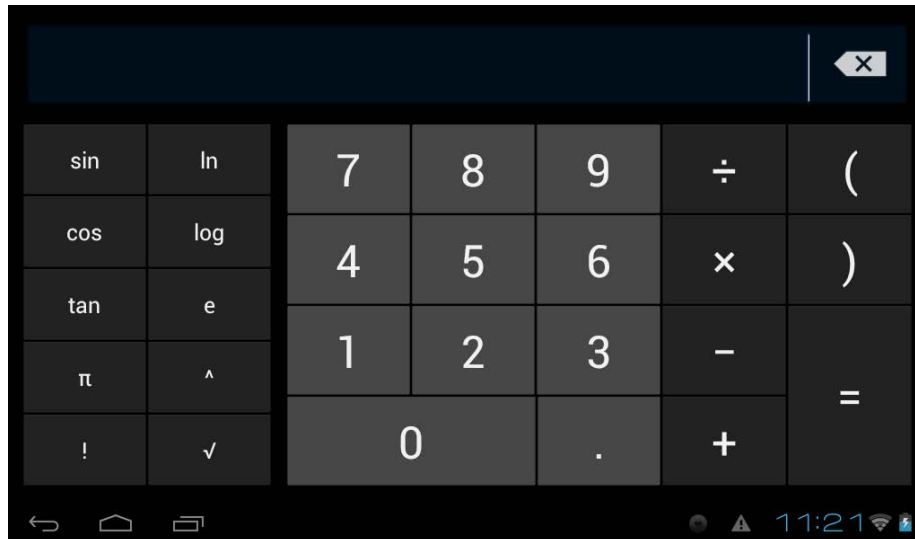 sin ln 7 8 9 ÷ (
cos log 4 5 6 × )
tan e 1 2 3 −
π ^ =
! √ 0 . +
11:21